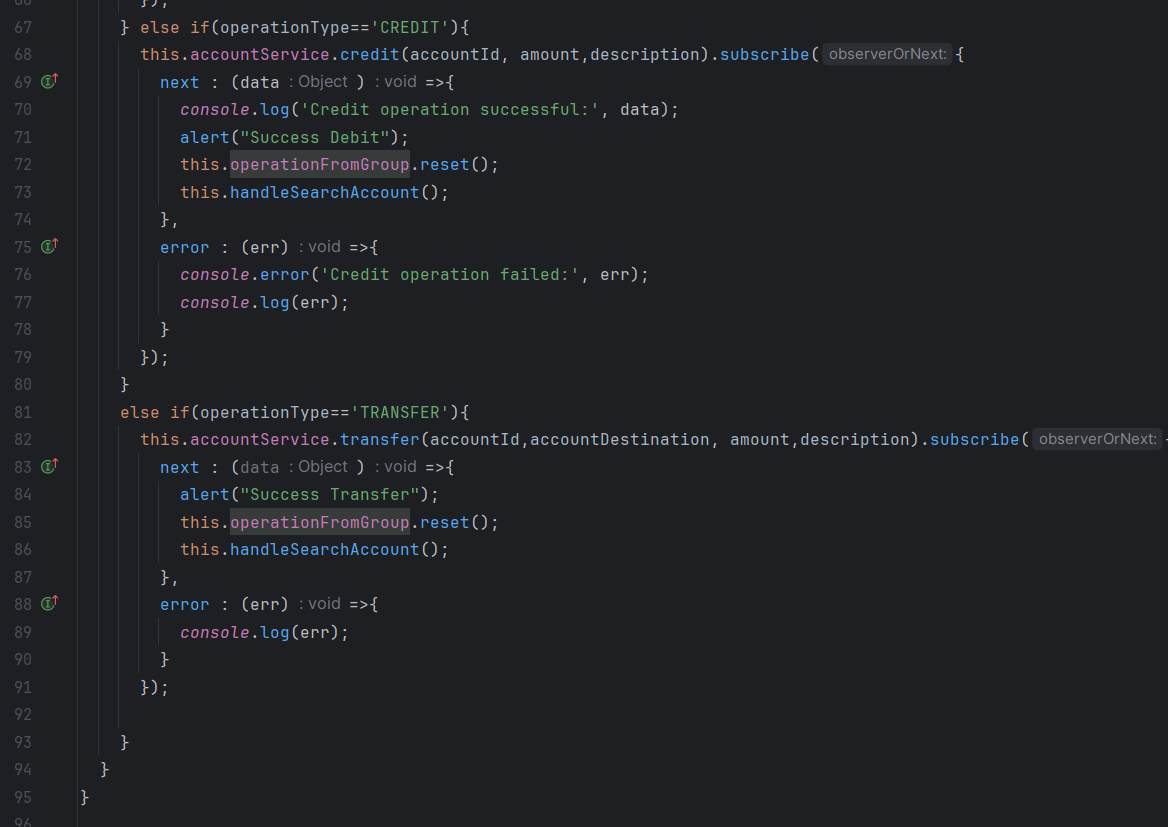 66 });
67 } else if(operationType=='CREDIT'){
68 this.accountService.credit(accountId, amount,description).subscribe( observerOrNext: {
69 next : (data : Object ) : void =>{
70 console.log('Credit operation successful:', data);
71 alert("Success Debit");
72 this.operationFromGroup.reset();
73 this.handleSearchAccount();
74 },
75 error : (err) : void =>{
76 console.error('Credit operation failed:', err);
77 console.log(err);
78 }
79 });
80 }
81 else if(operationType=='TRANSFER'){
82 this.accountService.transfer(accountId,accountDestination, amount,description).subscribe( observerOrNext:
83 next : (data : Object ) : void =>{
84 alert("Success Transfer");
85 this.operationFromGroup.reset();
86 this.handleSearchAccount();
87 },
88 error : (err) : void =>{
89 console.log(err);
90 }
91 });
92
93 }
94 }
95 }
96